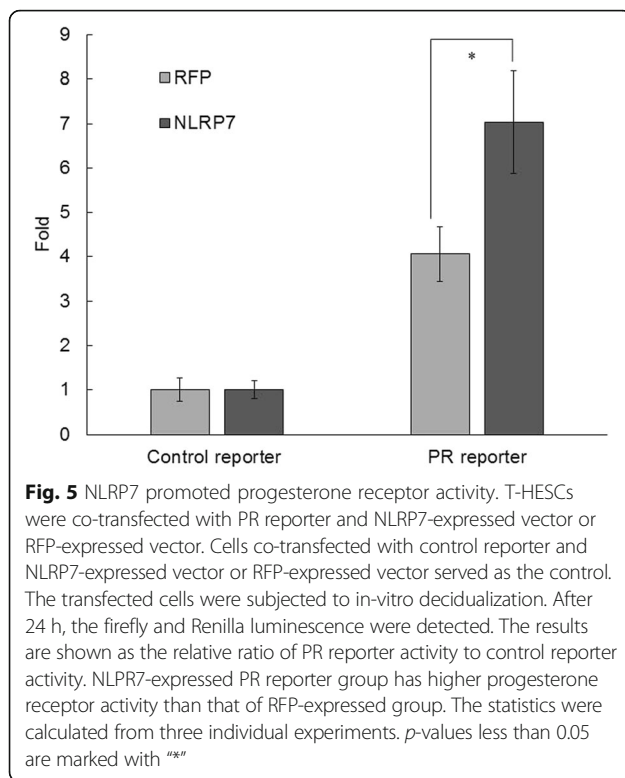 9
8
7
6
5
4
3
2
1
0
Fold
RFP
NLRP7
*
Control reporter
PR reporter
Fig. 5 NLRP7 promoted progesterone receptor activity. T-HESCs
were co-transfected with PR reporter and NLRP7-expressed vector or
RFP-expressed vector. Cells co-transfected with control reporter and
NLRP7-expressed vector or RFP-expressed vector served as the control.
The transfected cells were subjected to in-vitro decidualization. After
24 h, the firefly and Renilla luminescence were detected. The results
are shown as the relative ratio of PR reporter activity to control reporter
activity. NLPR7-expressed PR reporter group has higher progesterone
receptor activity than that of RFP-expressed group. The statistics were
calculated from three individual experiments. p-values less than 0.05
are marked with “*”